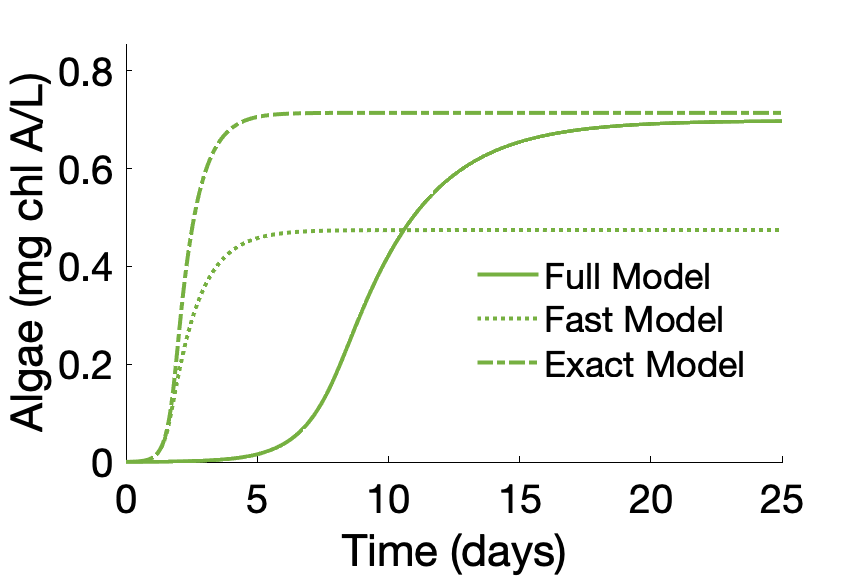 Algae (mg chl A/L)
0.8
0.6
0.4
0.2
0
Full Model
Fast Model
Exact Model
0 5 10 15 20 25
Time (days)